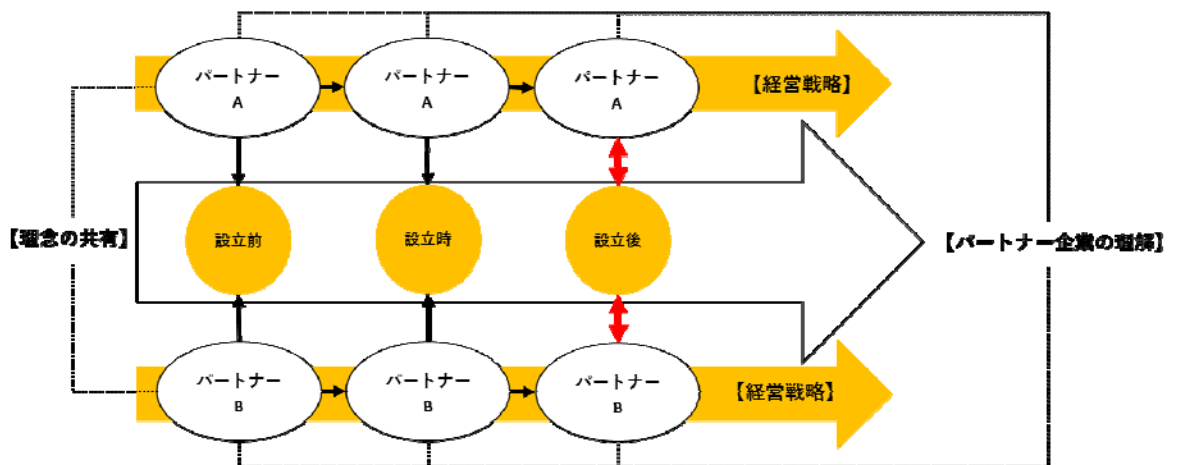 パートナー
A
パートナー
A
パートナー
A
【経営戦略】
【理念の共有】
設立前
設立時
設立後
【パートナー企業の理解】
パートナー
B
パートナー
B
パートナー
B
【経営戦略】